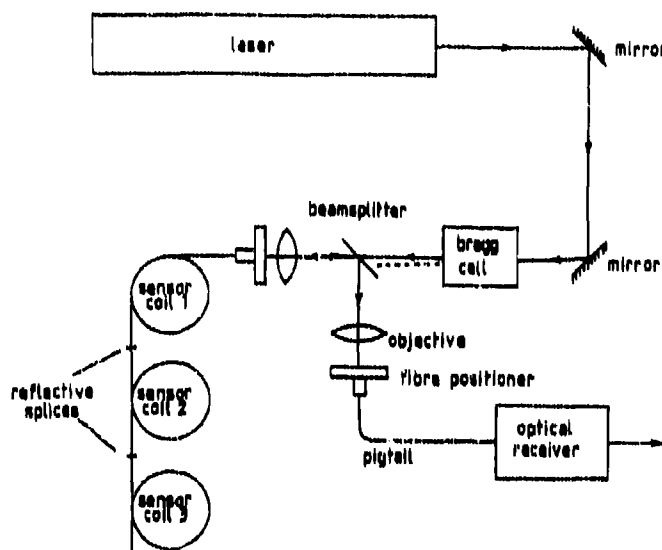 laser
mirror
beamsplitter
bragg
cell
mirror
sensor
coil 1
objective
reflective
splices
sensor
coil 2
fibre positioner
optical
receiver
pigtail
sensor
coil 3